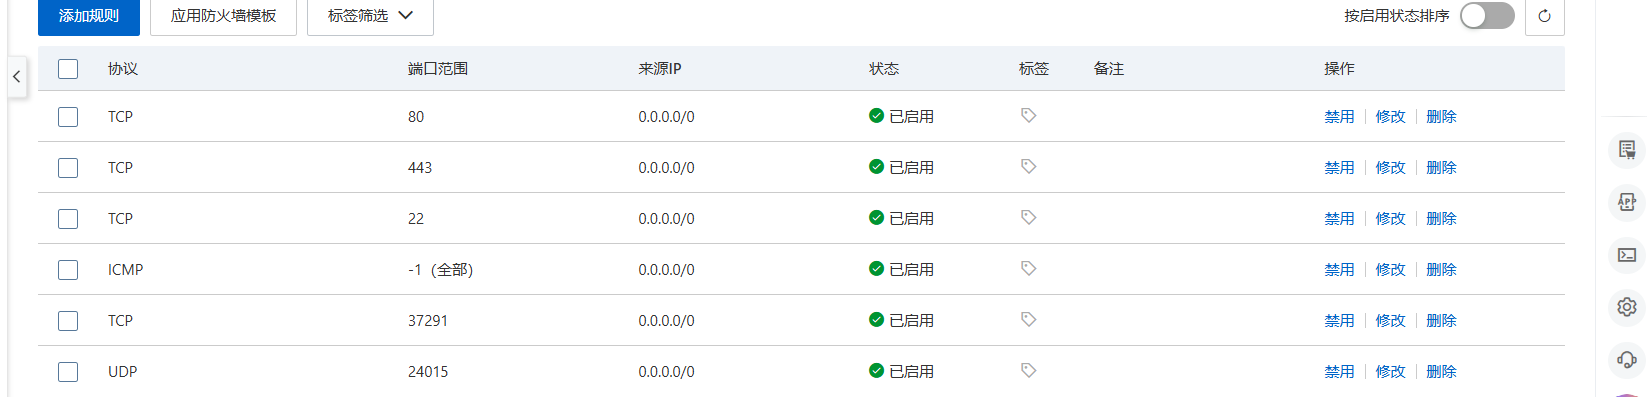 添加规则 应用防火墙模板 标签筛选 按启用状态排序
协议 端口范围 来源IP 状态 标签 备注 操作
TCP 80 0.0.0.0/0 已启用 禁用 修改 删除
TCP 443 0.0.0.0/0 已启用 禁用 修改 删除
TCP 22 0.0.0.0/0 已启用 禁用 修改 删除
ICMP -1（全部） 0.0.0.0/0 已启用 禁用 修改 删除
TCP 37291 0.0.0.0/0 已启用 禁用 修改 删除
UDP 24015 0.0.0.0/0 已启用 禁用 修改 删除
APP